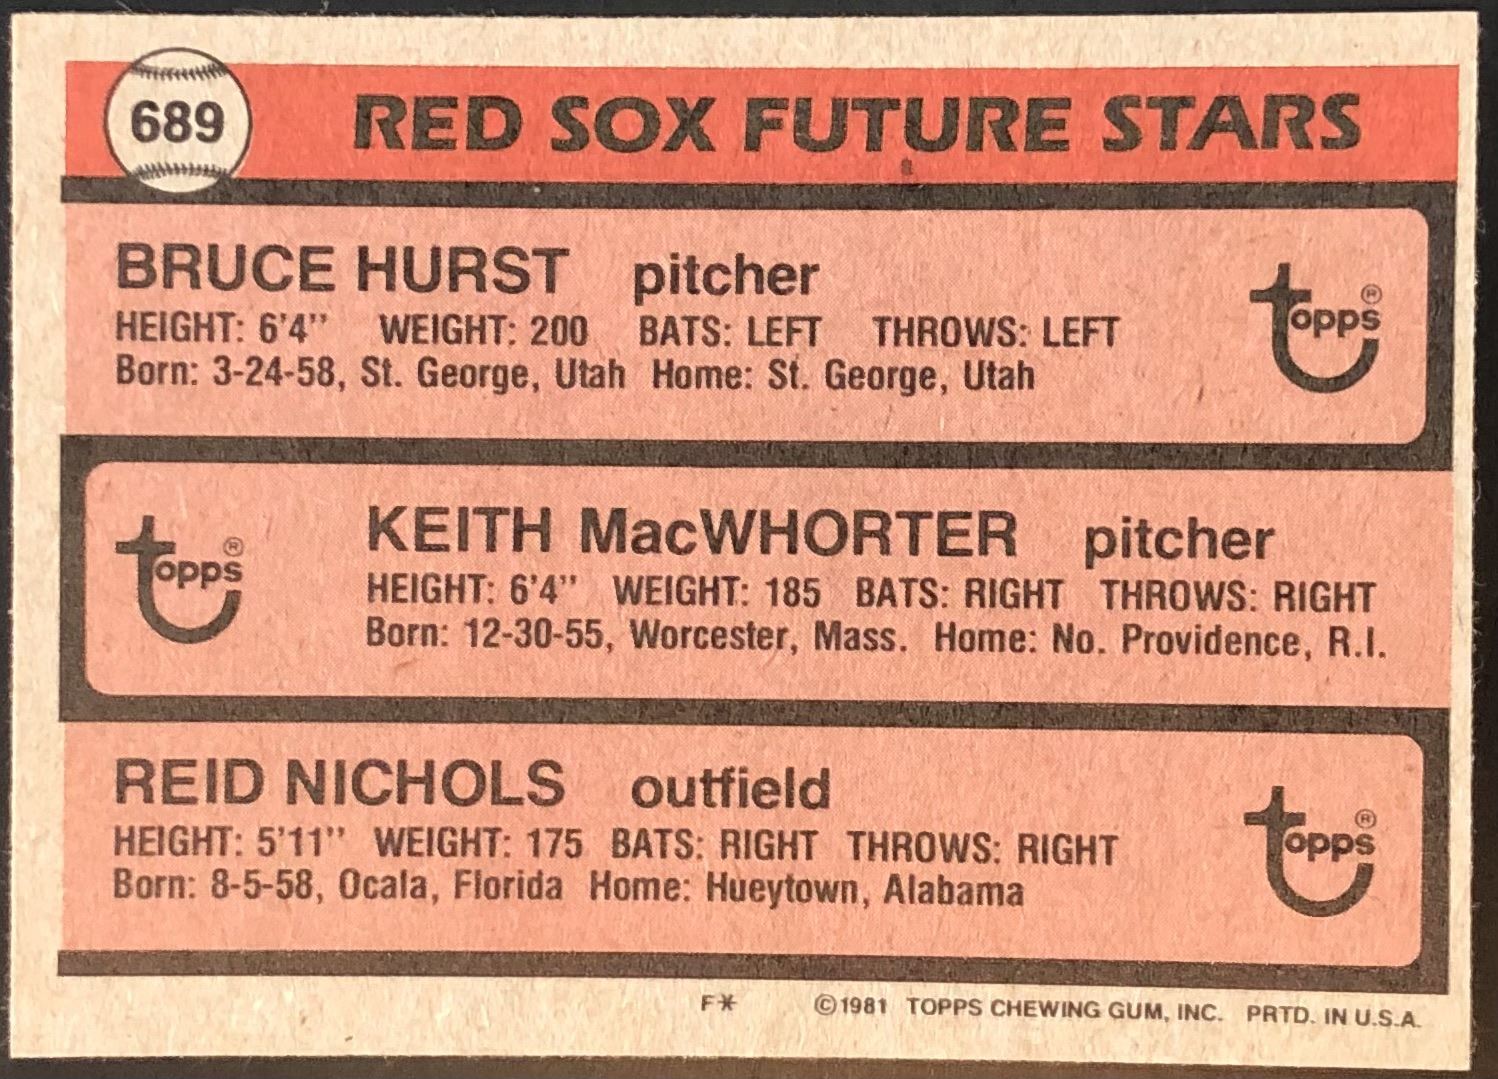 689
RED SOX FUTURE STARS
BRUCE HURST pitcher
HEIGHT: 6'4" WEIGHT: 200 BATS: LEFT THROWS: LEFT
Born: 3-24-58, St. George, Utah Home: St. George, Utah
topps ®
KEITH MacWHORTER pitcher
HEIGHT: 6'4" WEIGHT: 185 BATS: RIGHT THROWS: RIGHT
Born: 12-30-55, Worcester, Mass. Home: No. Providence, R.I.
topps ®
REID NICHOLS outfield
HEIGHT: 5'11" WEIGHT: 175 BATS: RIGHT THROWS: RIGHT
Born: 8-5-58, Ocala, Florida Home: Hueytown, Alabama
topps ®
F* ©1981 TOPPS CHEWING GUM, INC. PRTD. IN U.S.A.